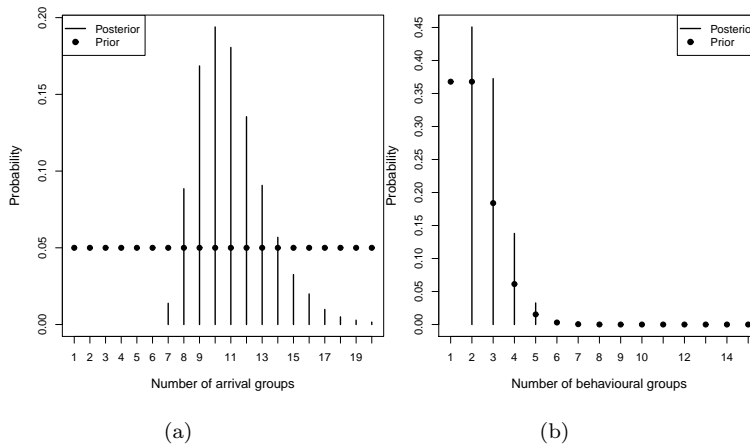 Posterior
Prior
Probability
0.00
0.05
0.10
0.15
0.20
1 2 3 4 5 6 7 8 9 11 13 15 17 19
Number of arrival groups
(a)
Posterior
Prior
Probability
0.00
0.05
0.10
0.15
0.20
0.25
0.30
0.35
0.40
0.45
1 2 3 4 5 6 7 8 9 10 12 14
Number of behavioural groups
(b)